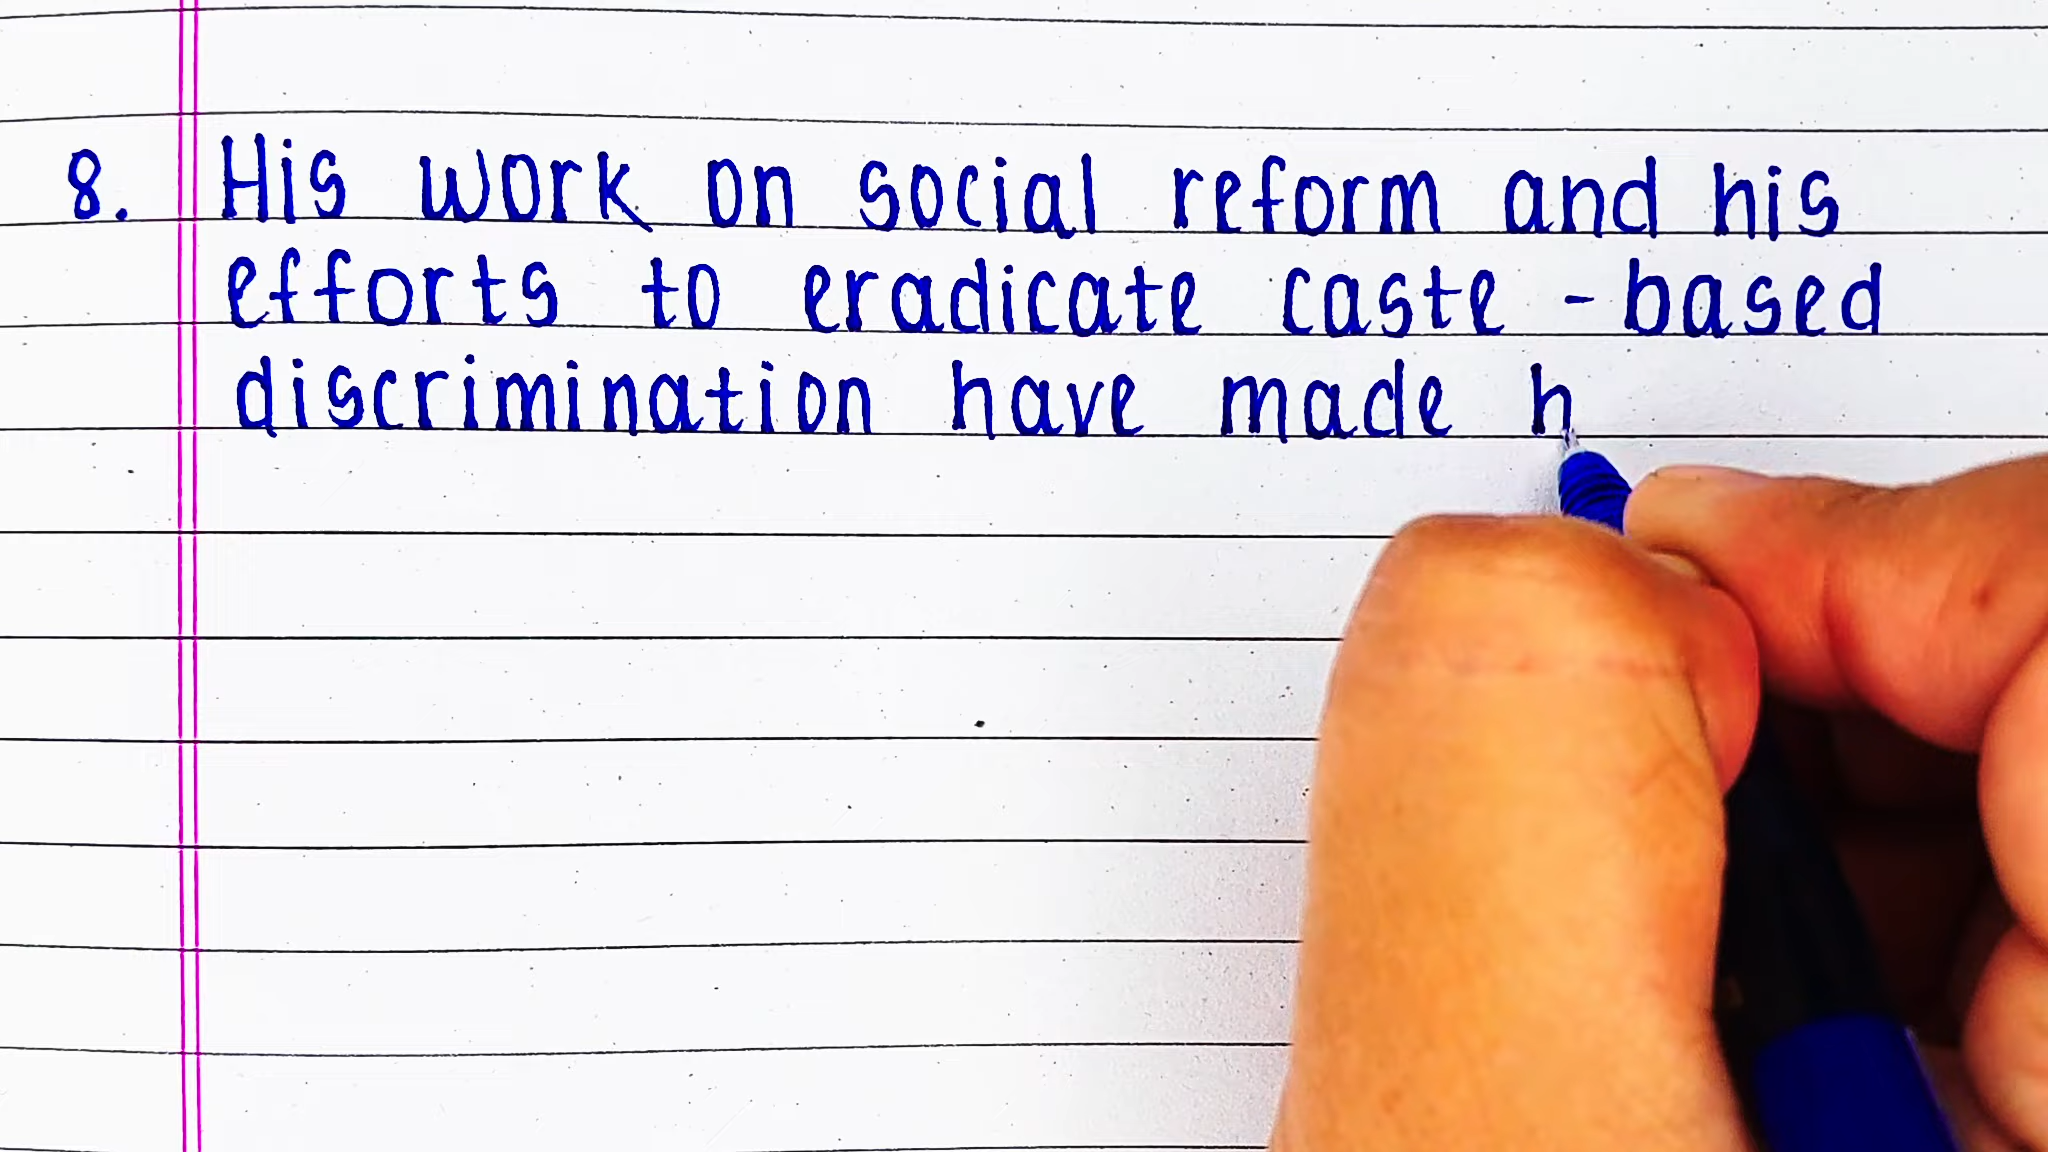 8. His work on social reform and his
efforts to eradicate caste -based
discrimination have made h